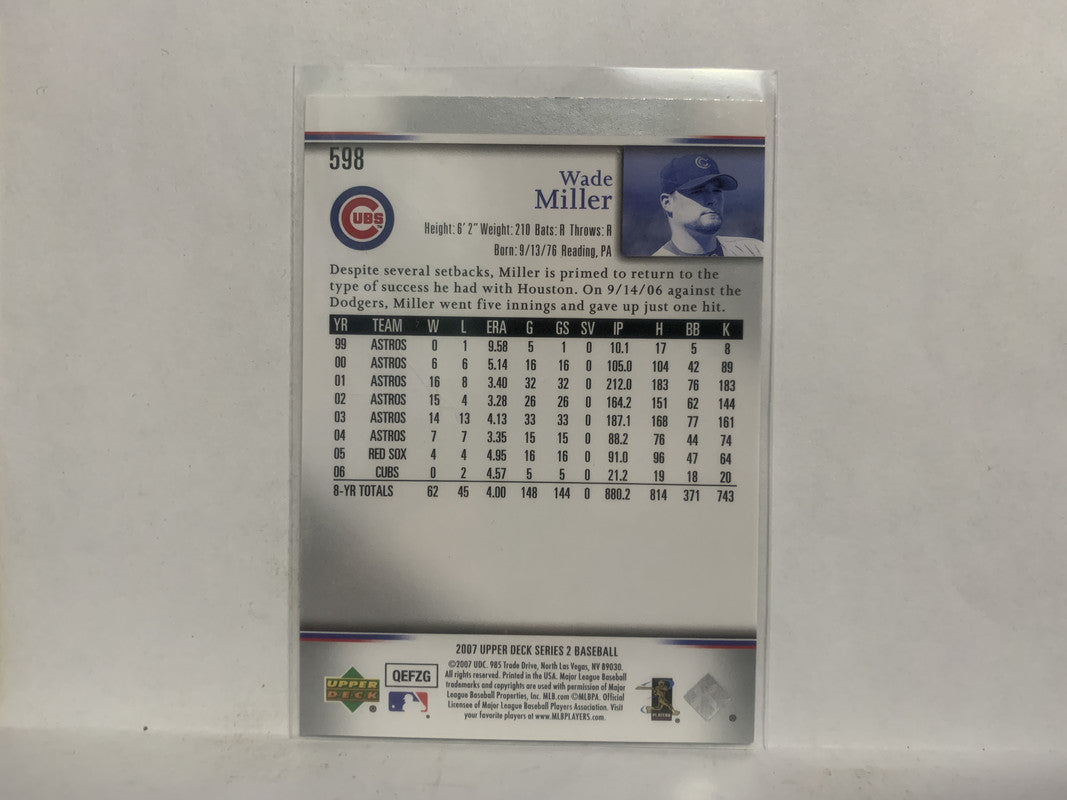 598
CUBS
Wade
Miller
Height: 6' 2" Weight: 210 Bats: R Throws: R
Born: 9/13/76 Reading, PA
Despite several setbacks, Miller is primed to return to the
type of success he had with Houston. On 9/14/06 against the
Dodgers, Miller went five innings and gave up just one hit.
YR TEAM W L ERA G GS SV IP H BB K
99 ASTROS 0 1 9.58 5 1 0 10.1 17 5 8
00 ASTROS 6 6 5.14 16 16 0 105.0 104 42 89
01 ASTROS 16 8 3.40 32 32 0 212.0 183 76 183
02 ASTROS 15 4 3.28 26 26 0 164.2 151 62 144
03 ASTROS 14 13 4.13 33 33 0 187.1 168 77 161
04 ASTROS 7 7 3.35 15 15 0 88.2 76 44 74
05 RED SOX 4 4 4.95 16 16 0 91.0 96 47 64
06 CUBS 0 2 4.57 5 5 0 21.2 19 18 20
8-YR TOTALS 62 45 4.00 148 144 0 880.2 814 371 743
2007 UPPER DECK SERIES 2 BASEBALL
©2007 UDC. 985 Trade Drive, North Las Vegas, NV 89030.
All rights reserved. Printed in the USA. Major League Baseball
trademarks and copyrights are used with permission of Major
League Baseball Properties, Inc. MLB.com ©MLBPA. Official
Licensee of Major League Baseball Players Association. Visit
your favorite players at www.MLBPLAYERS.com.
UPPER
DECK
QEFZG
PLAYERS